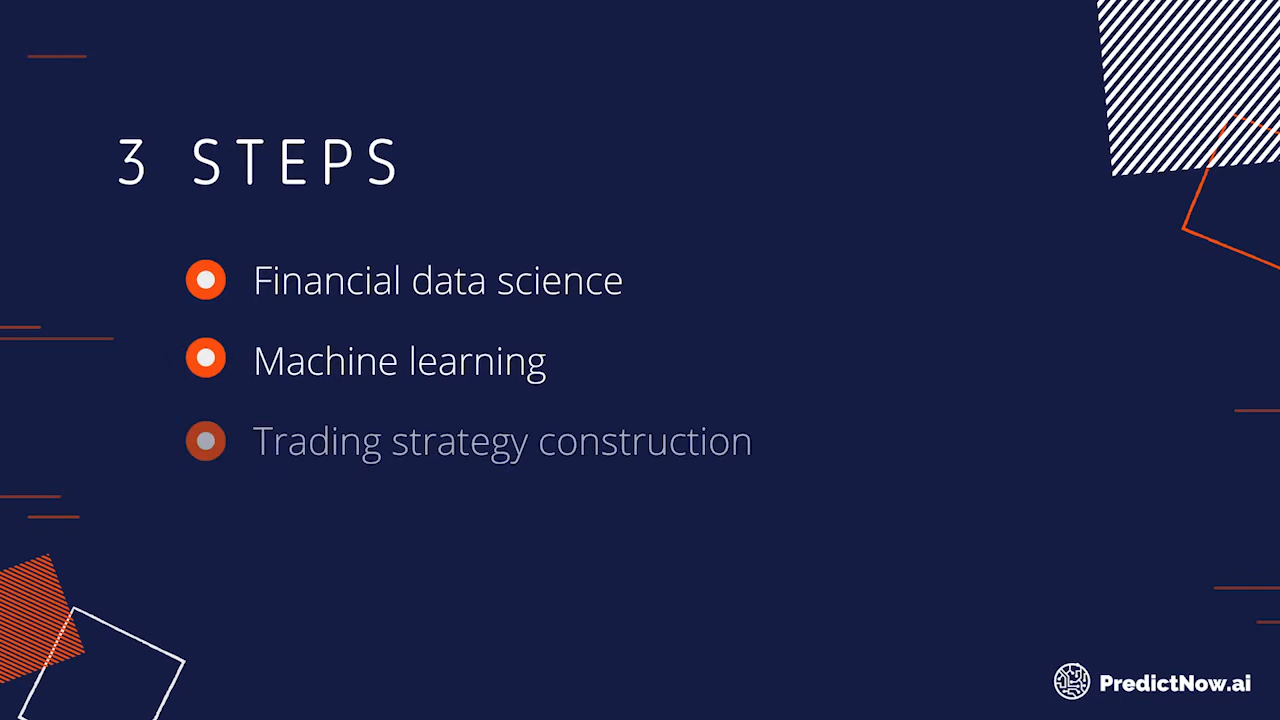 3 STEPS
Financial data science
Machine learning
Trading strategy construction
PredictNow.ai